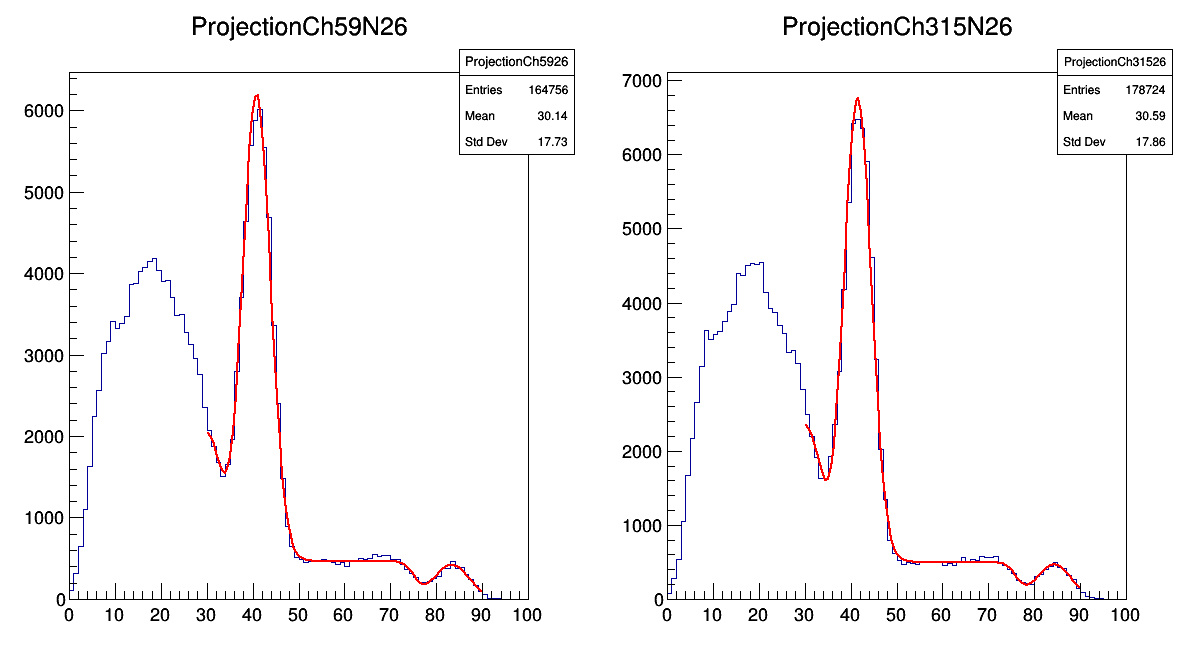 ProjectionCh59N26
ProjectionCh5926
Entries 164756
Mean 30.14
Std Dev 17.73
6000
5000
4000
3000
2000
1000
0
0 10 20 30 40 50 60 70 80 90 100
ProjectionCh315N26
ProjectionCh31526
Entries 178724
Mean 30.59
Std Dev 17.86
7000
6000
5000
4000
3000
2000
1000
0
0 10 20 30 40 50 60 70 80 90 100